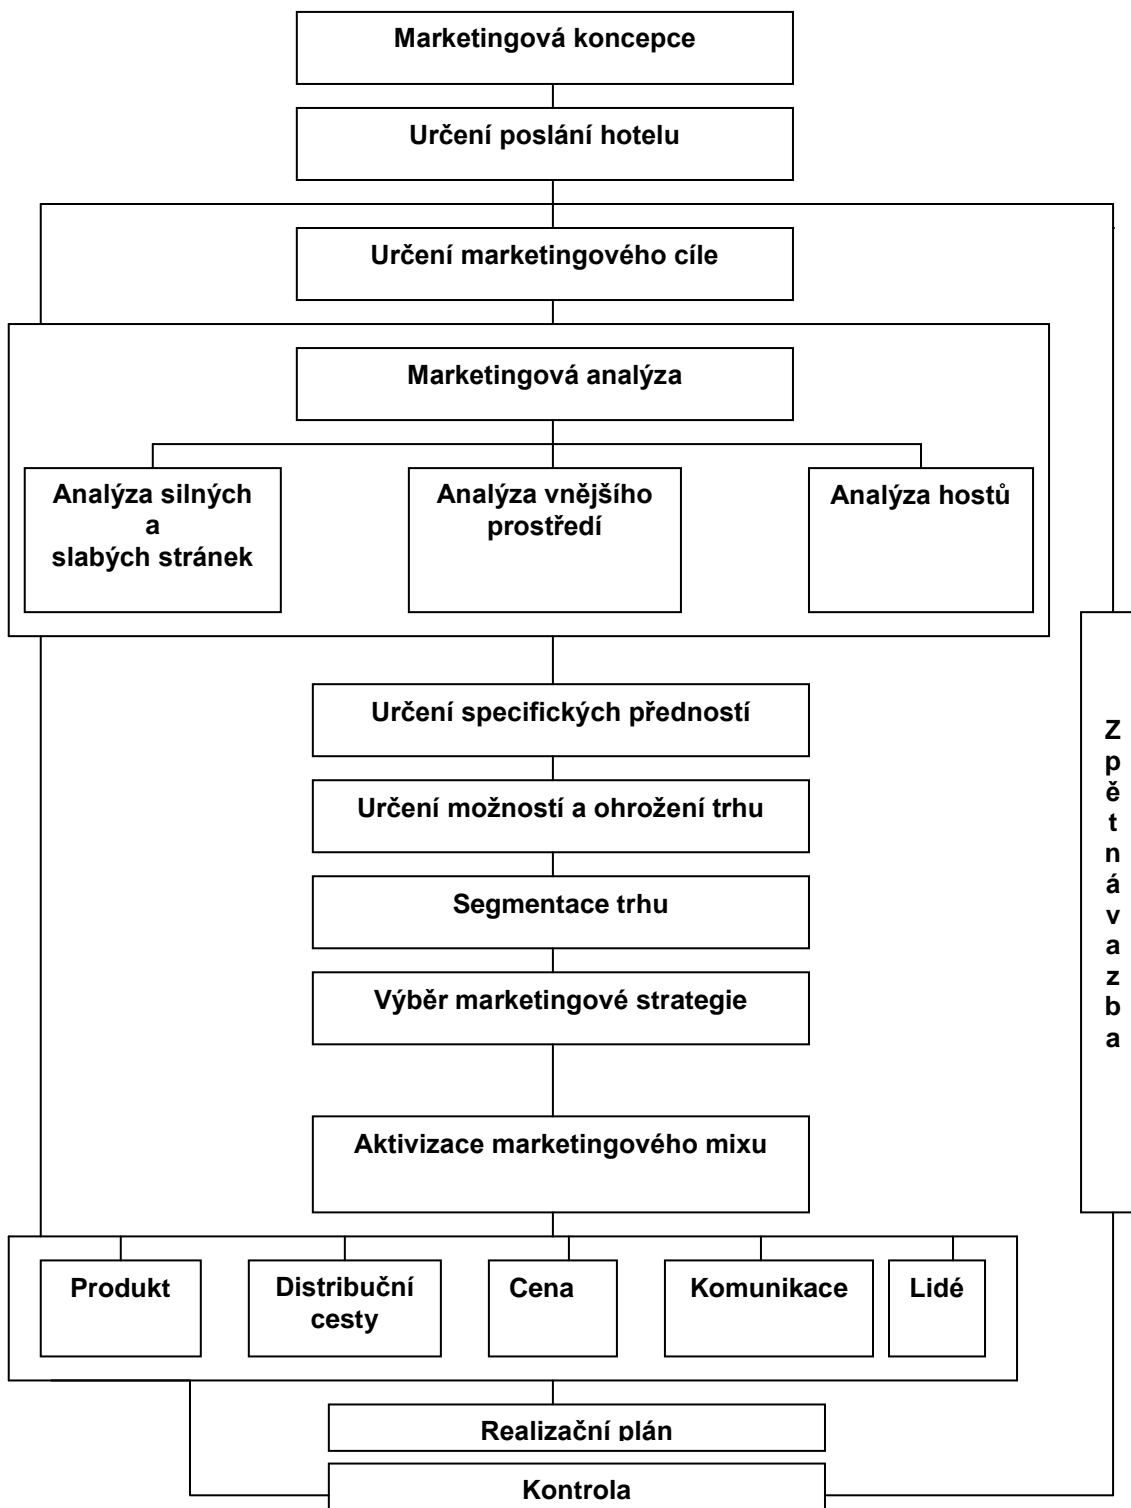 Marketingová koncepce
Určení poslání hotelu
Určení marketingového cíle
Marketingová analýza
Analýza silných
a
slabých stránek
Analýza vnějšího
prostředí
Analýza hostů
Určení specifických předností
Určení možností a ohrožení trhu
Segmentace trhu
Výběr marketingové strategie
Aktivizace marketingového mixu
Produkt
Distribuční
cesty
Cena
Komunikace
Lidé
Realizační plán
Kontrola
Z
p
ě
t
n
á
v
a
z
b
a